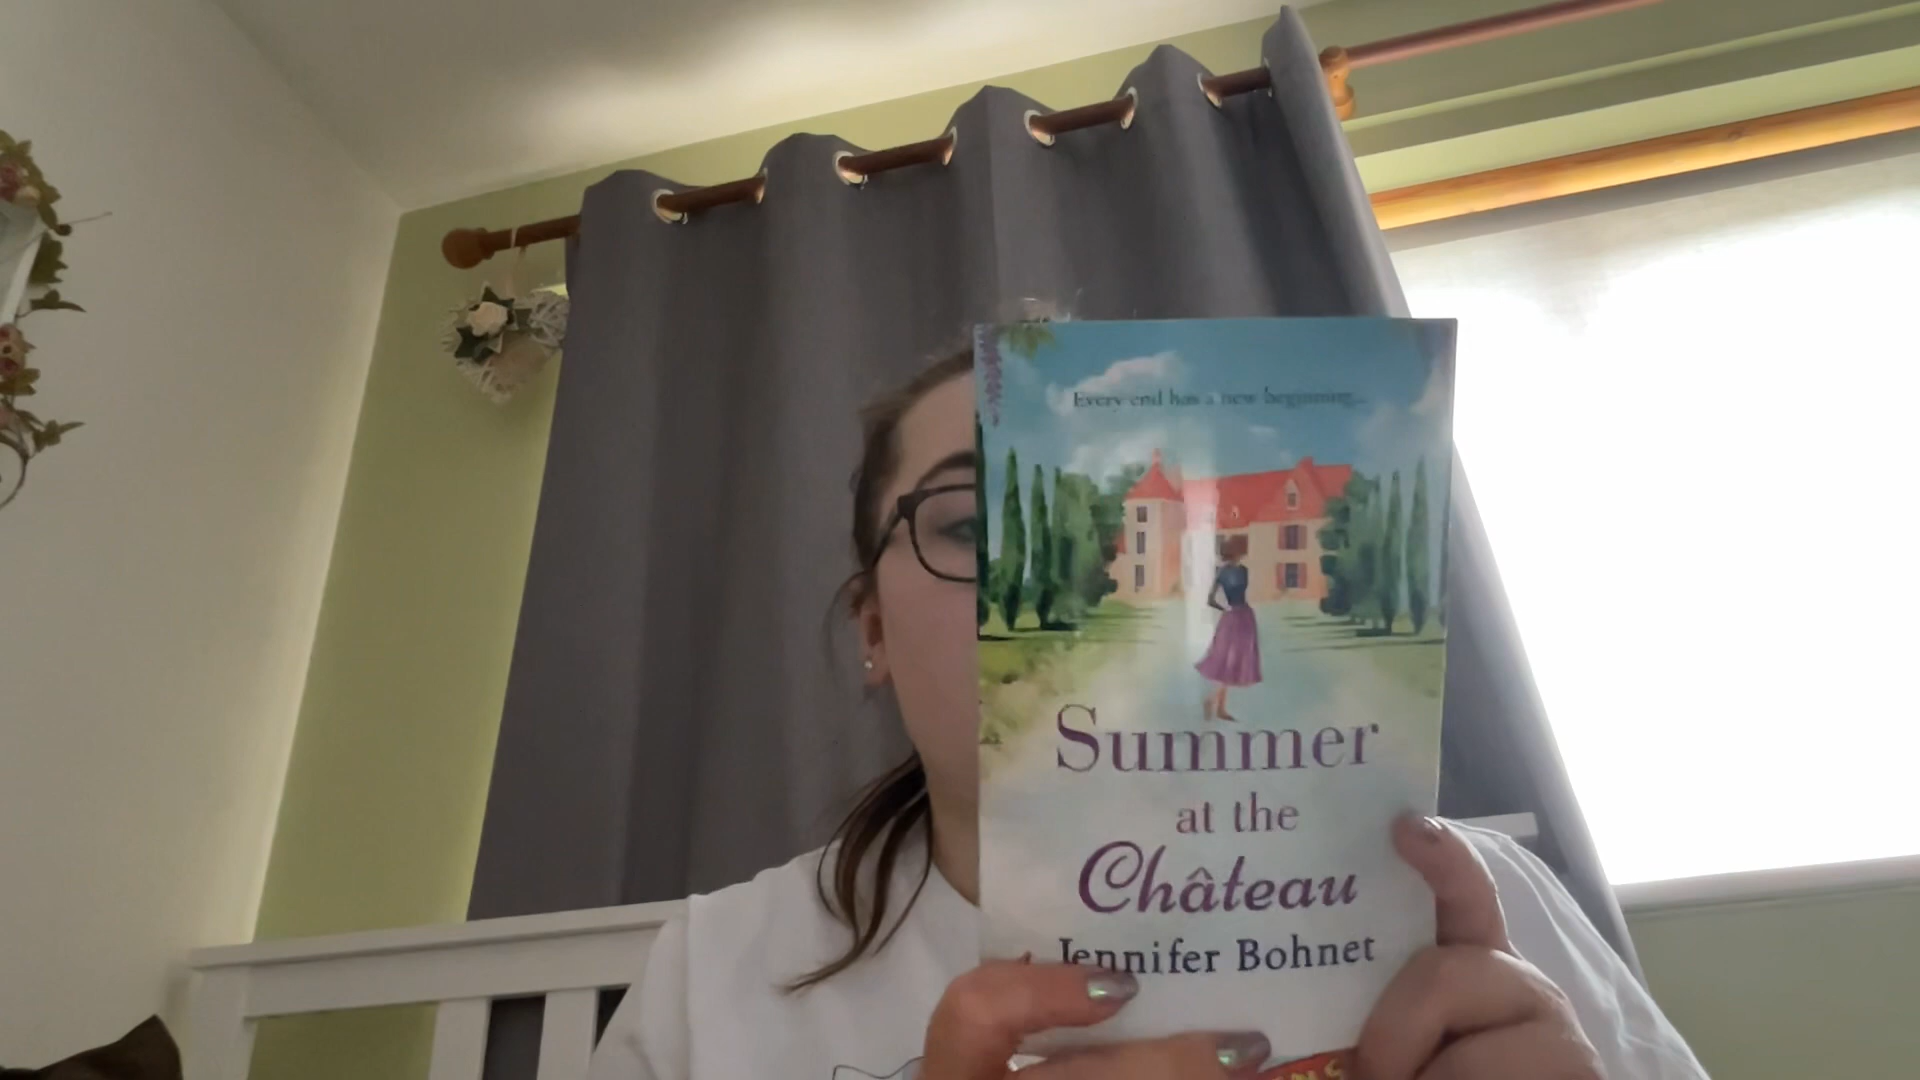 Every end has a new beginning...
Summer
at the
Château
Jennifer Bohnet